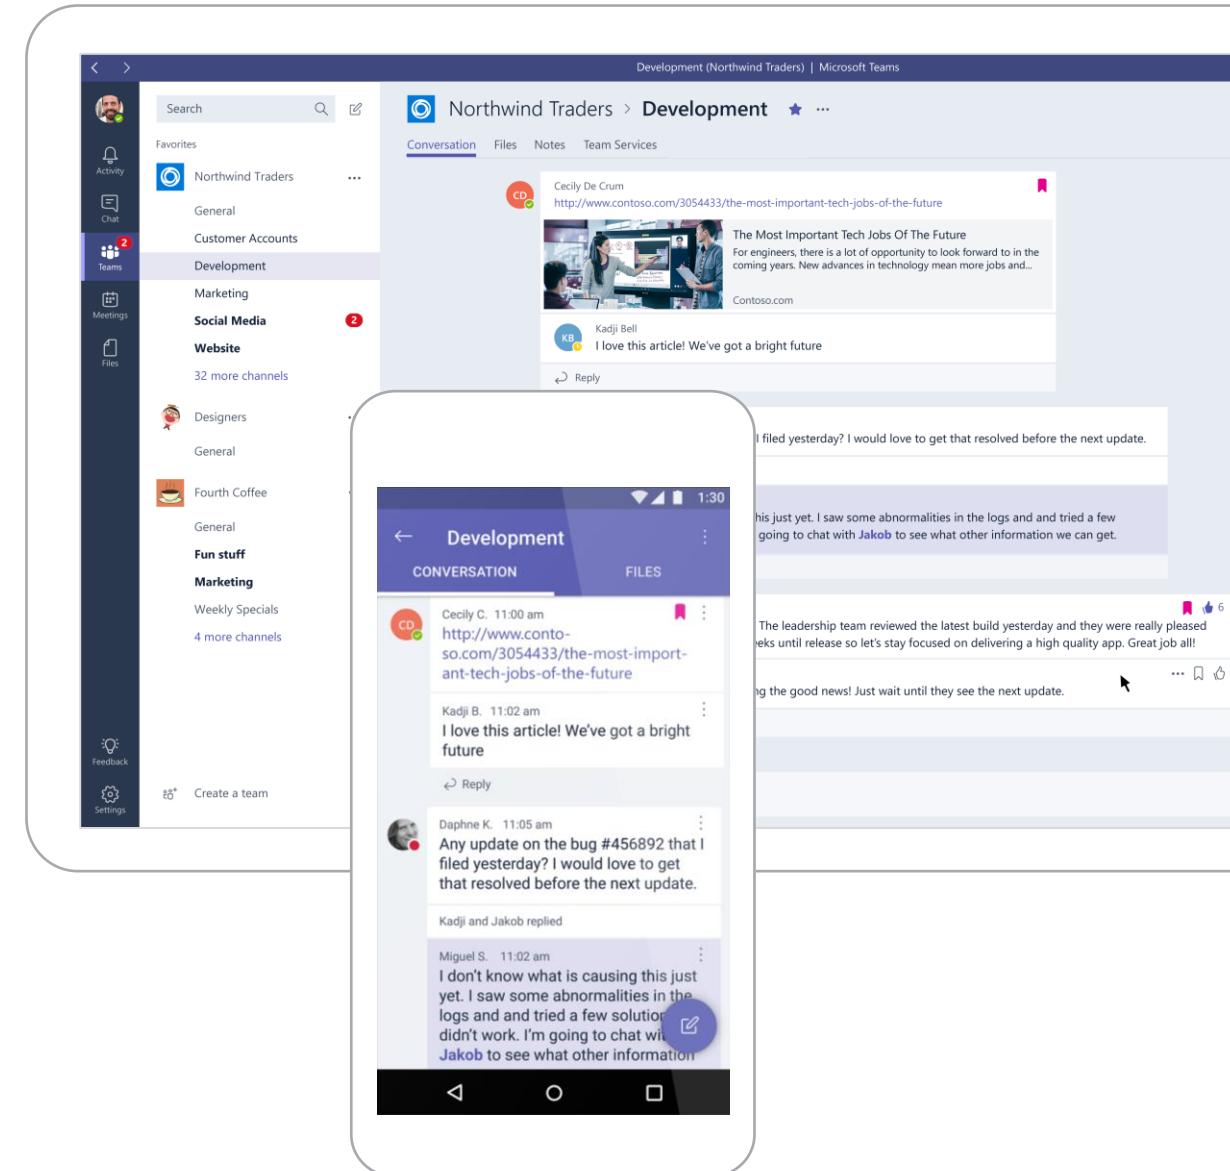 Development (Northwind Traders) | Microsoft Teams
Search
Northwind Traders > Development
Activity
Chat
2
Teams
Meetings
Files
Feedback
Settings
Favorites
Northwind Traders
General
Customer Accounts
Development
Marketing
Social Media 2
Website
32 more channels
Designers
General
Fourth Coffee
General
Fun stuff
Marketing
Weekly Specials
4 more channels
Create a team
Conversation Files Notes Team Services
CD
Cecily De Crum
http://www.contoso.com/3054433/the-most-important-tech-jobs-of-the-future
The Most Important Tech Jobs Of The Future
For engineers, there is a lot of opportunity to look forward to in the
coming years. New advances in technology mean more jobs and...
Contoso.com
KB
Kadji Bell
I love this article! We've got a bright future
Reply
I filed yesterday? I would love to get that resolved before the next update.
his just yet. I saw some abnormalities in the logs and and tried a few
going to chat with Jakob to see what other information we can get.
6
The leadership team reviewed the latest build yesterday and they were really pleased
eks until release so let's stay focused on delivering a high quality app. Great job all!
ng the good news! Just wait until they see the next update.
1:30
Development
CONVERSATION FILES
CD
Cecily C. 11:00 am
http://www.conto-
so.com/3054433/the-most-import-
ant-tech-jobs-of-the-future
Kadji B. 11:02 am
I love this article! We've got a bright
future
Reply
Daphne K. 11:05 am
Any update on the bug #456892 that I
filed yesterday? I would love to get
that resolved before the next update.
Kadji and Jakob replied
Miguel S. 11:02 am
I don't know what is causing this just
yet. I saw some abnormalities in the
logs and and tried a few solutio
didn't work. I'm going to chat wi
Jakob to see what other information